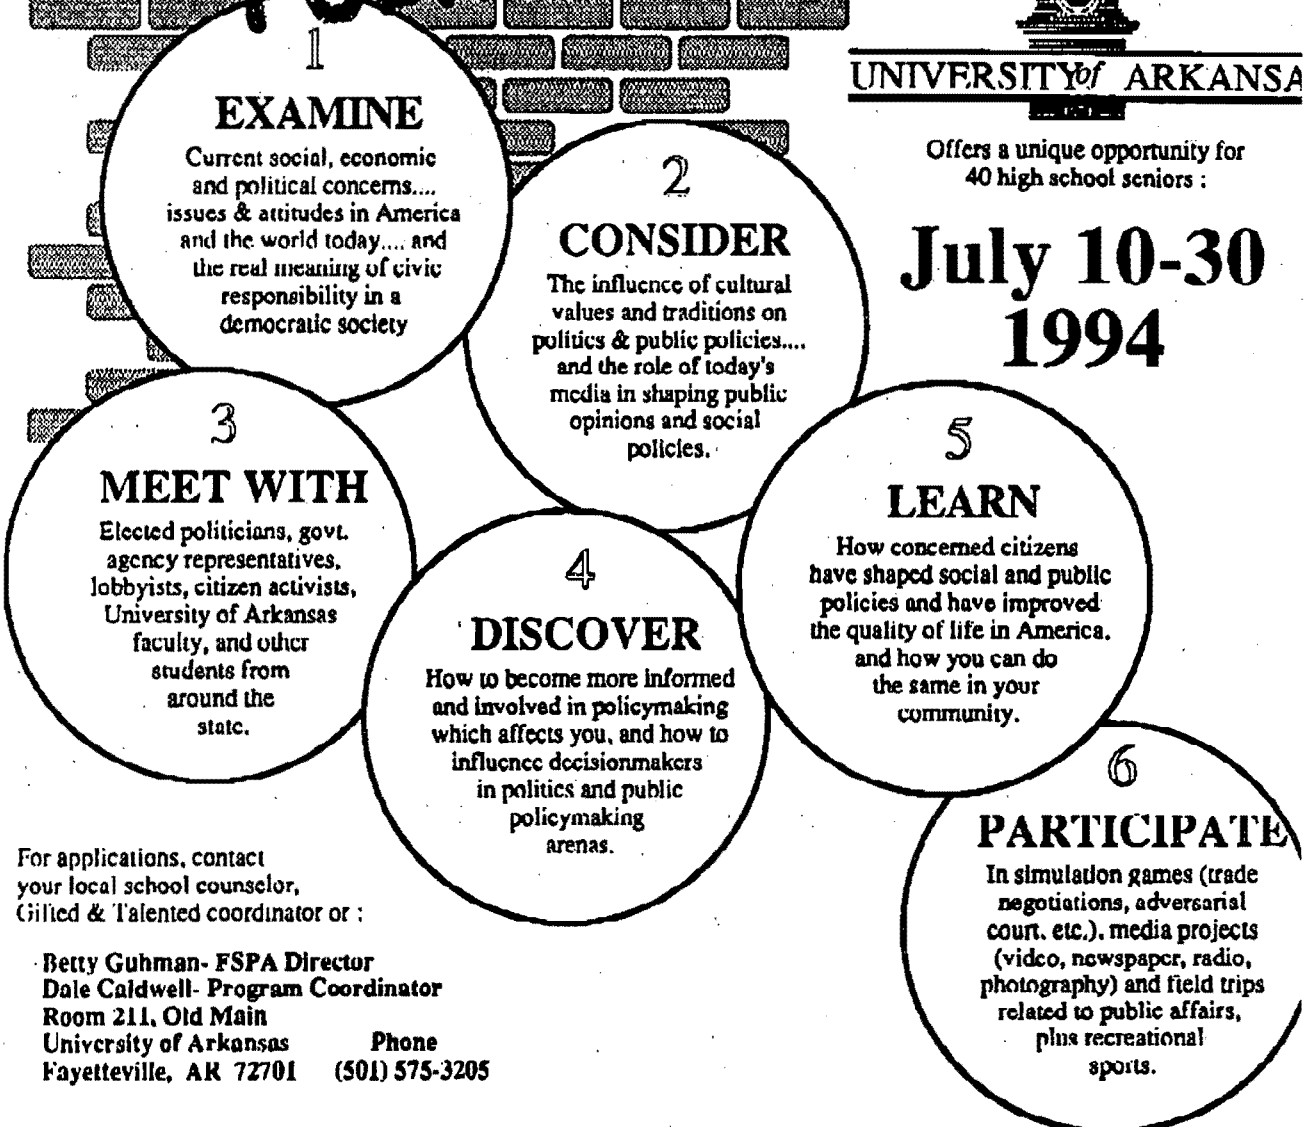 1
EXAMINE
Current social, economic
and political concerns....
issues & attitudes in America
and the world today.... and
the real meaning of civic
responsibility in a
democratic society
UNIVERSITY of ARKANSA
Offers a unique opportunity for
40 high school seniors :
July 10-30
1994
2
CONSIDER
The influence of cultural
values and traditions on
politics & public policies....
and the role of today's
media in shaping public
opinions and social
policies.
3
MEET WITH
Elected politicians, govt.
agency representatives,
lobbyists, citizen activists,
University of Arkansas
faculty, and other
students from
around the
state.
4
DISCOVER
How to become more informed
and involved in policymaking
which affects you, and how to
influence decisionmakers
in politics and public
policymaking
arenas.
5
LEARN
How concerned citizens
have shaped social and public
policies and have improved
the quality of life in America,
and how you can do
the same in your
community.
6
PARTICIPATE
In simulation games (trade
negotiations, adversarial
court, etc.), media projects
(video, newspaper, radio,
photography) and field trips
related to public affairs,
plus recreational
sports.
For applications, contact
your local school counselor,
Gifted & Talented coordinator or :
Betty Guhman- FSPA Director
Dale Caldwell- Program Coordinator
Room 211, Old Main
University of Arkansas Phone
Fayetteville, AR 72701 (501) 575-3205